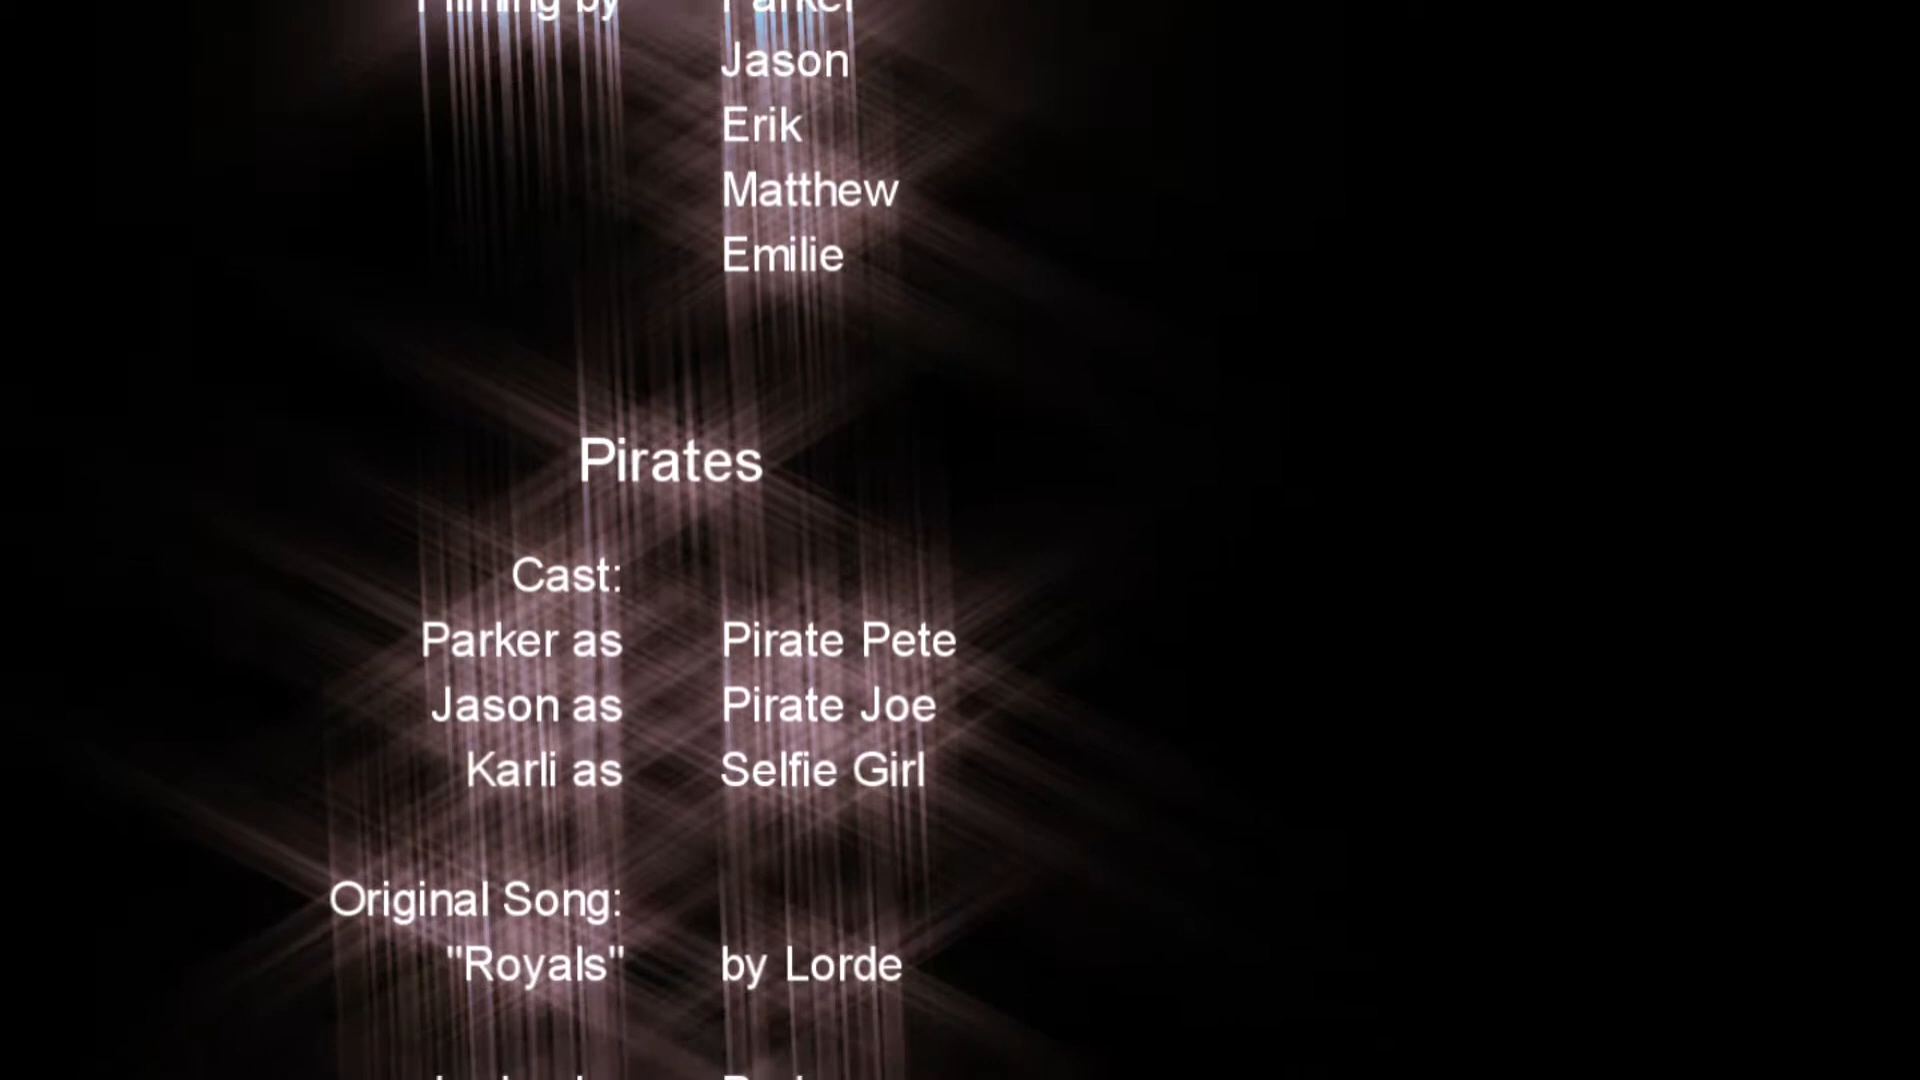 Filming by Parker
Jason
Erik
Matthew
Emilie
Pirates
Cast:
Parker as Pirate Pete
Jason as Pirate Joe
Karli as Selfie Girl
Original Song:
"Royals" by Lorde